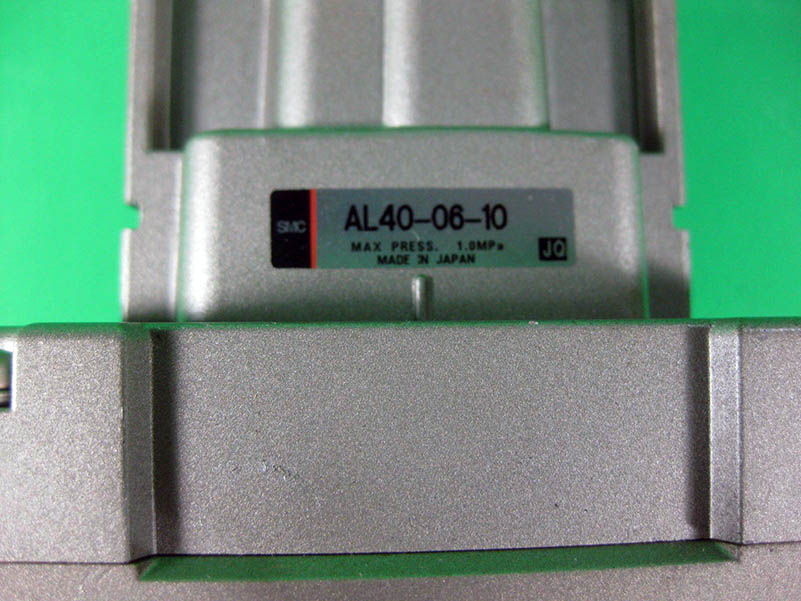 SMC
AL40-06-10
MAX PRESS. 1.0MPa
MADE IN JAPAN
JQ